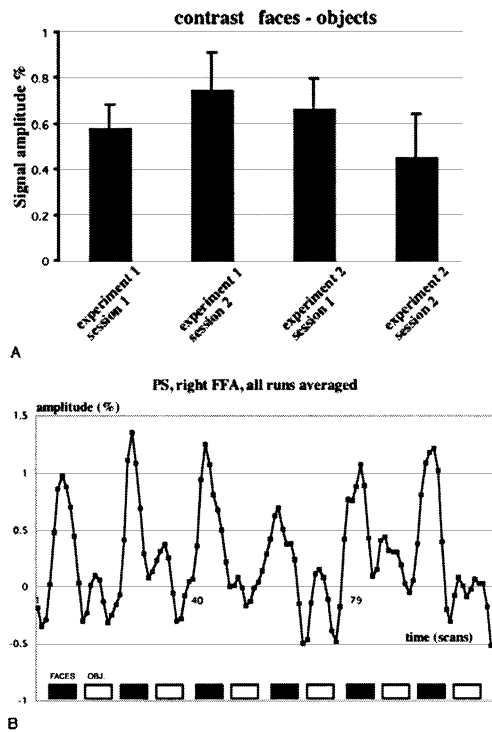 contrast faces - objects
Signal amplitude %
1
0.8
0.6
0.4
0.2
0
experiment 1
session 1
experiment 1
session 2
experiment 2
session 1
experiment 2
session 2
A
PS, right FFA, all runs averaged
amplitude (%)
1.5
1
0.5
0
-0.5
-1
1
40
79
time (scans)
FACES
OBJ.
B